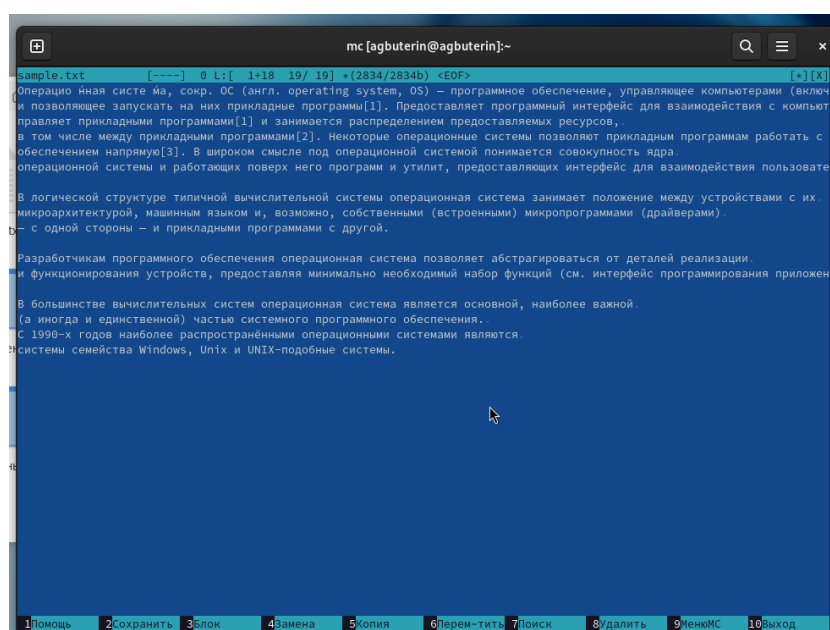 mc [agbuterin@agbuterin]:~
sample.txt [----] 0 L:[ 1+18 19/ 19] *(2834/2834b) <EOF> [*][X]
Операцио́нная систе́ма, сокр. ОС (англ. operating system, OS) — программное обеспечение, управляющее компьютерами (включ
и позволяющее запускать на них прикладные программы[1]. Предоставляет программный интерфейс для взаимодействия с компьют
правляет прикладными программами[1] и занимается распределением предоставляемых ресурсов,.
в том числе между прикладными программами[2]. Некоторые операционные системы позволяют прикладным программам работать с
обеспечением напрямую[3]. В широком смысле под операционной системой понимается совокупность ядра.
операционной системы и работающих поверх него программ и утилит, предоставляющих интерфейс для взаимодействия пользовате
В логической структуре типичной вычислительной системы операционная система занимает положение между устройствами с их.
микроархитектурой, машинным языком и, возможно, собственными (встроенными) микропрограммами (драйверами).
— с одной стороны — и прикладными программами с другой.
Разработчикам программного обеспечения операционная система позволяет абстрагироваться от деталей реализации.
и функционирования устройств, предоставляя минимально необходимый набор функций (см. интерфейс программирования приложен
В большинстве вычислительных систем операционная система является основной, наиболее важной.
(а иногда и единственной) частью системного программного обеспечения..
С 1990-х годов наиболее распространёнными операционными системами являются.
системы семейства Windows, Unix и UNIX-подобные системы.
1Помощь 2Сохранить 3Блок 4Замена 5Копия 6Перем~тить 7Поиск 8Удалить 9МенюMC 10Выход